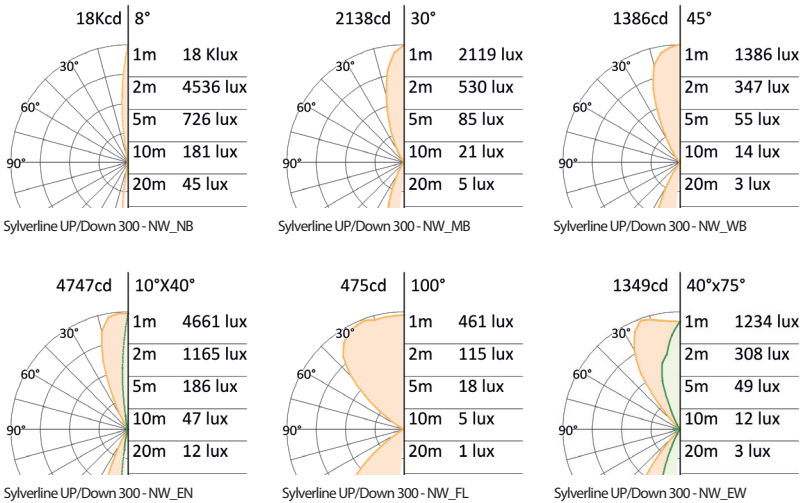 18Kcd 8°
1m 18 Klux
30°
2m 4536 lux
60°
5m 726 lux
90°
10m 181 lux
20m 45 lux
Sylverline UP/Down 300 - NW_NB
2138cd 30°
1m 2119 lux
30°
2m 530 lux
60°
5m 85 lux
90°
10m 21 lux
20m 5 lux
Sylverline UP/Down 300 - NW_MB
1386cd 45°
1m 1386 lux
30°
2m 347 lux
60°
5m 55 lux
90°
10m 14 lux
20m 3 lux
Sylverline UP/Down 300 - NW_WB
4747cd 10°X40°
1m 4661 lux
30°
2m 1165 lux
60°
5m 186 lux
90°
10m 47 lux
20m 12 lux
Sylverline UP/Down 300 - NW_EN
475cd 100°
1m 461 lux
30°
2m 115 lux
60°
5m 18 lux
90°
10m 5 lux
20m 1 lux
Sylverline UP/Down 300 - NW_FL
1349cd 40°x75°
1m 1234 lux
30°
2m 308 lux
60°
5m 49 lux
90°
10m 12 lux
20m 3 lux
Sylverline UP/Down 300 - NW_EW